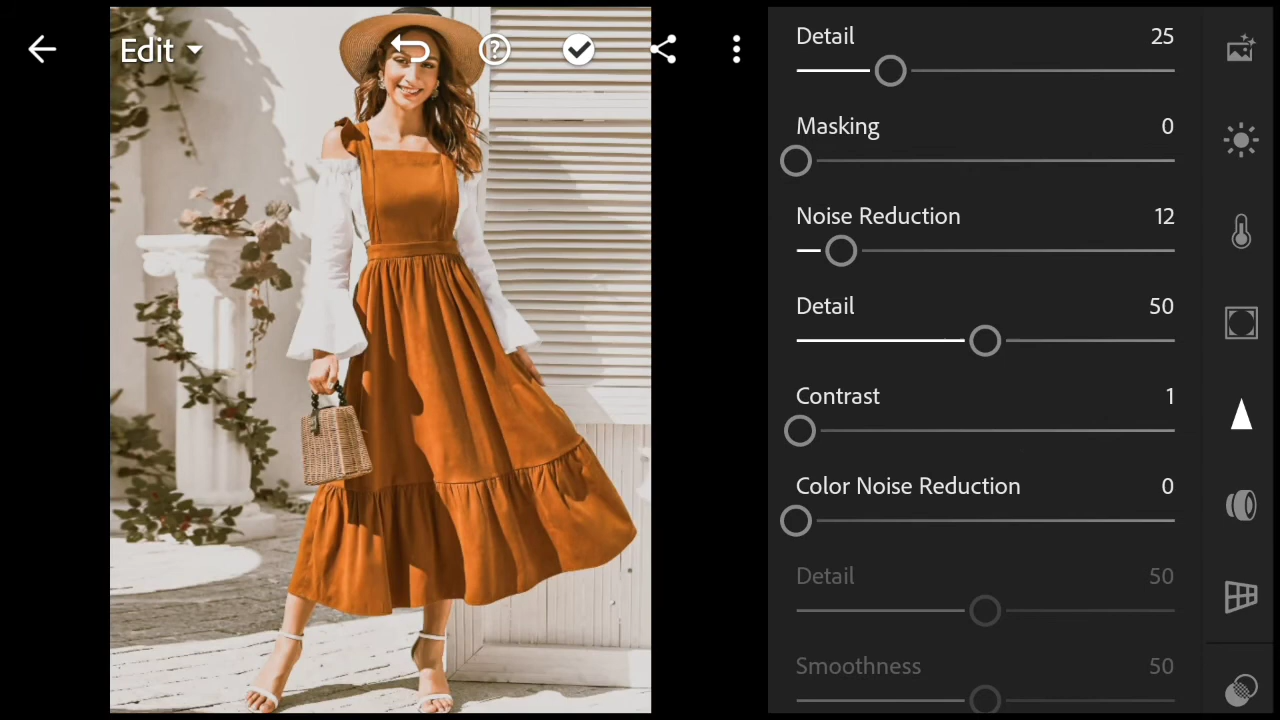 Edit
Detail 25
Masking 0
Noise Reduction 12
Detail 50
Contrast 1
Color Noise Reduction 0
Detail 50
Smoothness 50